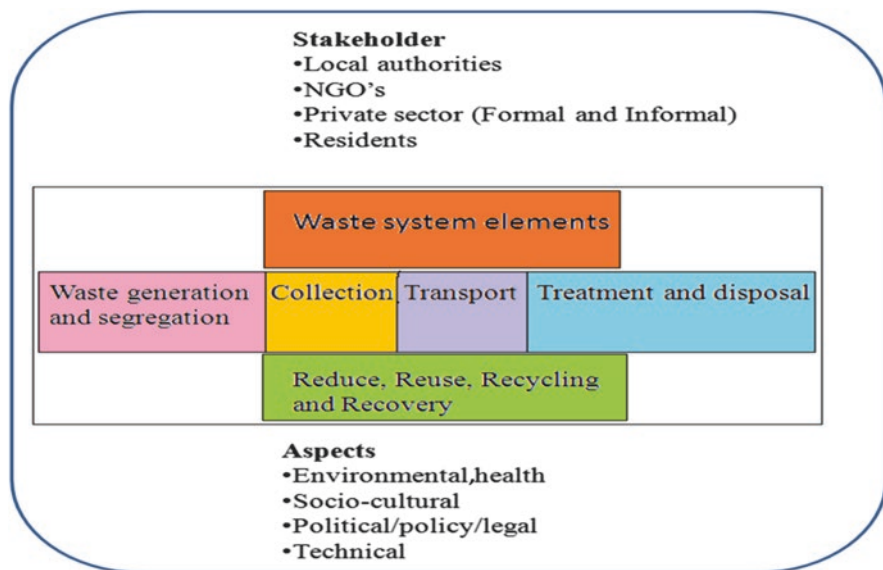 Stakeholder
•Local authorities
•NGO's
•Private sector (Formal and Informal)
•Residents
Waste system elements
Waste generation
and segregation
Collection
Transport
Treatment and disposal
Reduce, Reuse, Recycling
and Recovery
Aspects
•Environmental,health
•Socio-cultural
•Political/policy/legal
•Technical